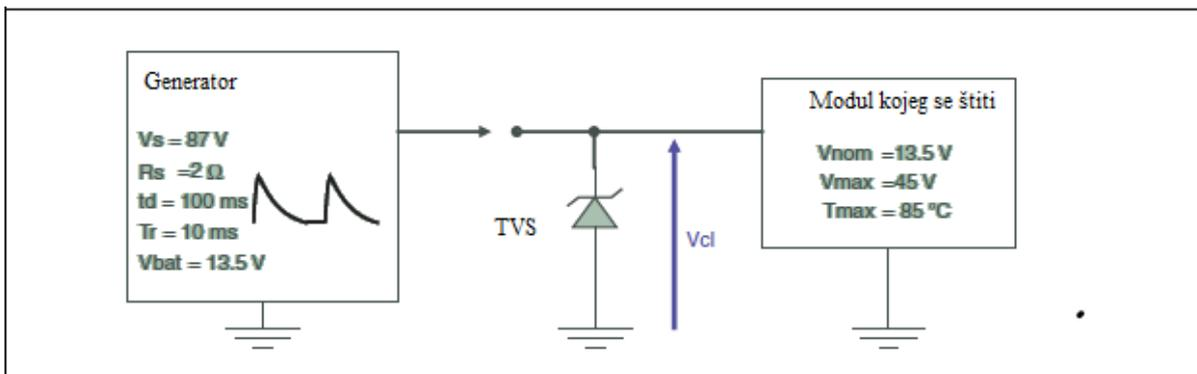 Generator
Vs = 87 V
Rs =2 Ω
td = 100 ms
Tr = 10 ms
Vbat = 13.5 V
TVS
Vcl
Modul kojeg se štiti
Vnom =13.5 V
Vmax =45 V
Tmax = 85 ºC